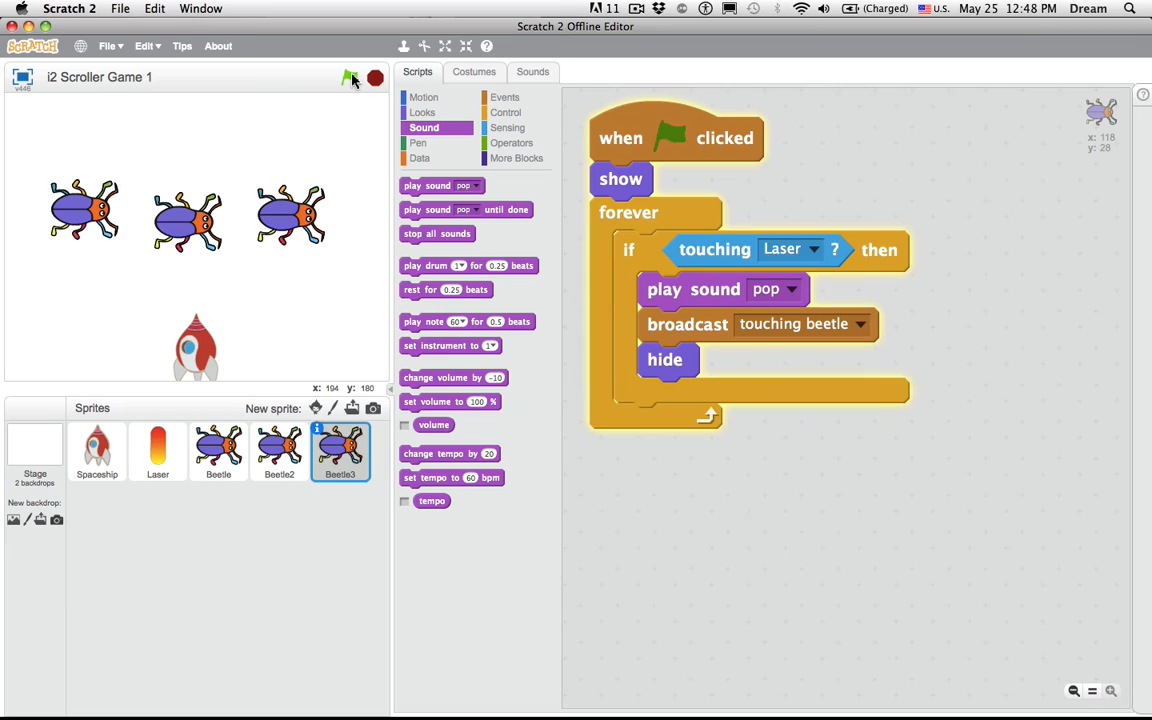 Scratch 2 File Edit Window 11 (Charged) U.S. May 25 12:48 PM Dream
Scratch 2 Offline Editor
SCRATCH File Edit Tips About
i2 Scroller Game 1
v446
Scripts Costumes Sounds
Motion Events
Looks Control
Sound Sensing
Pen Operators
Data More Blocks
play sound pop
play sound pop until done
stop all sounds
play drum 1 for 0.25 beats
rest for 0.25 beats
play note 60 for 0.5 beats
set instrument to 1
change volume by -10
set volume to 100 %
volume
change tempo by 20
set tempo to 60 bpm
tempo
when clicked
show
forever
if touching Laser ? then
play sound pop
broadcast touching beetle
hide
x: 118
y: 28
x: 194 y: 180
Sprites New sprite:
Stage
2 backdrops
New backdrop:
Spaceship Laser Beetle Beetle2 Beetle3